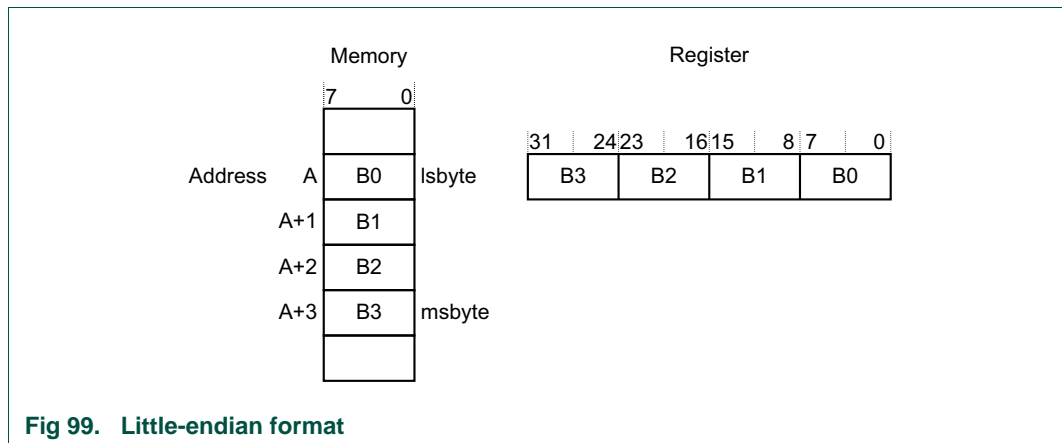 Memory Register
7 0
31 24 23 16 15 8 7 0
Address A B0 lsbyte B3 B2 B1 B0
A+1 B1
A+2 B2
A+3 B3 msbyte
Fig 99. Little-endian format